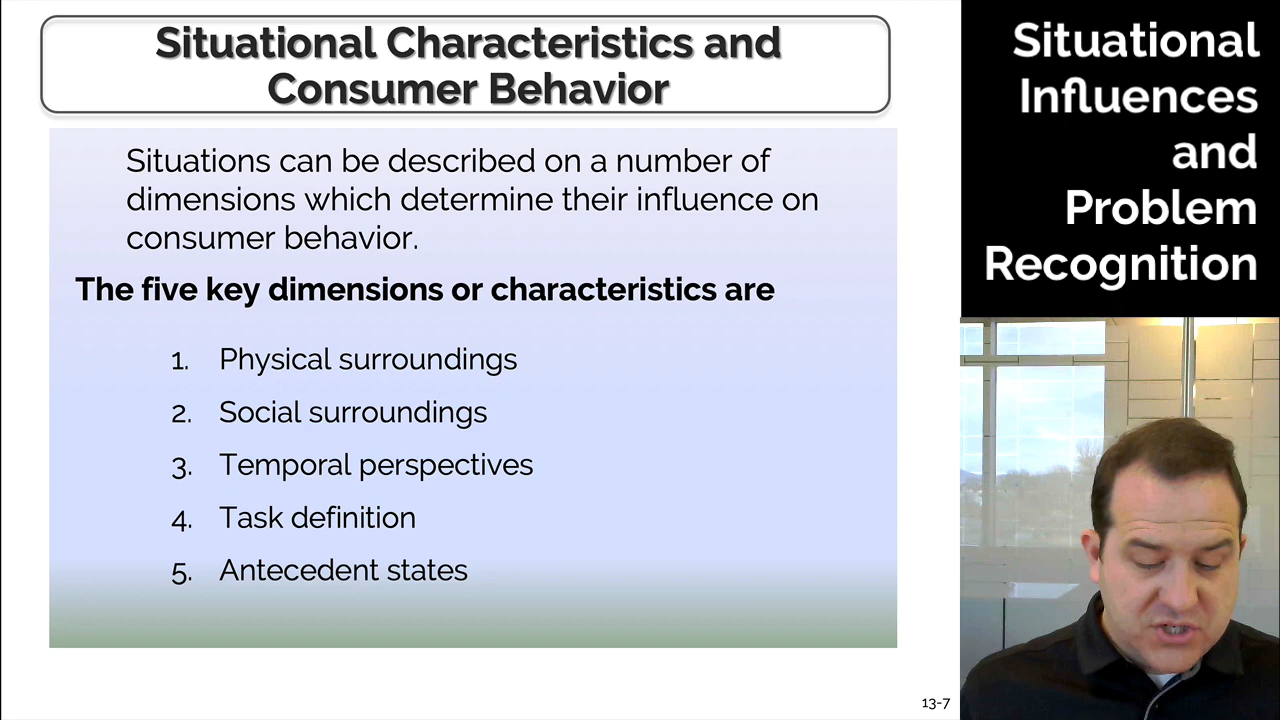 Situational Characteristics and
Consumer Behavior
Situations can be described on a number of
dimensions which determine their influence on
consumer behavior.
The five key dimensions or characteristics are
1. Physical surroundings
2. Social surroundings
3. Temporal perspectives
4. Task definition
5. Antecedent states
13-7
Situational
Influences
and
Problem
Recognition